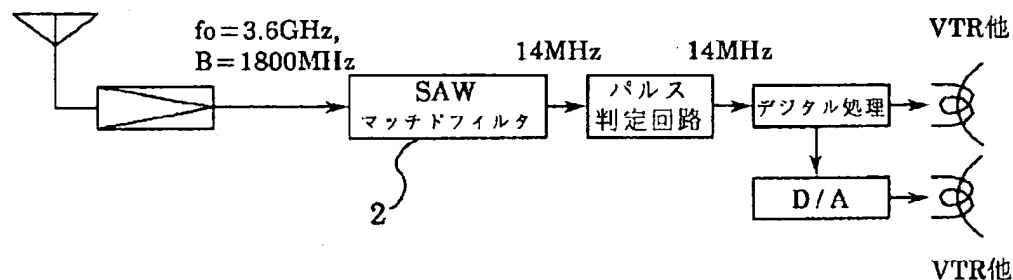 fo=3.6GHz,
B=1800MHz
SAW
マッチドフィルタ
2
14MHz
パルス
判定回路
14MHz
デジタル処理
D/A
VTR他
VTR他